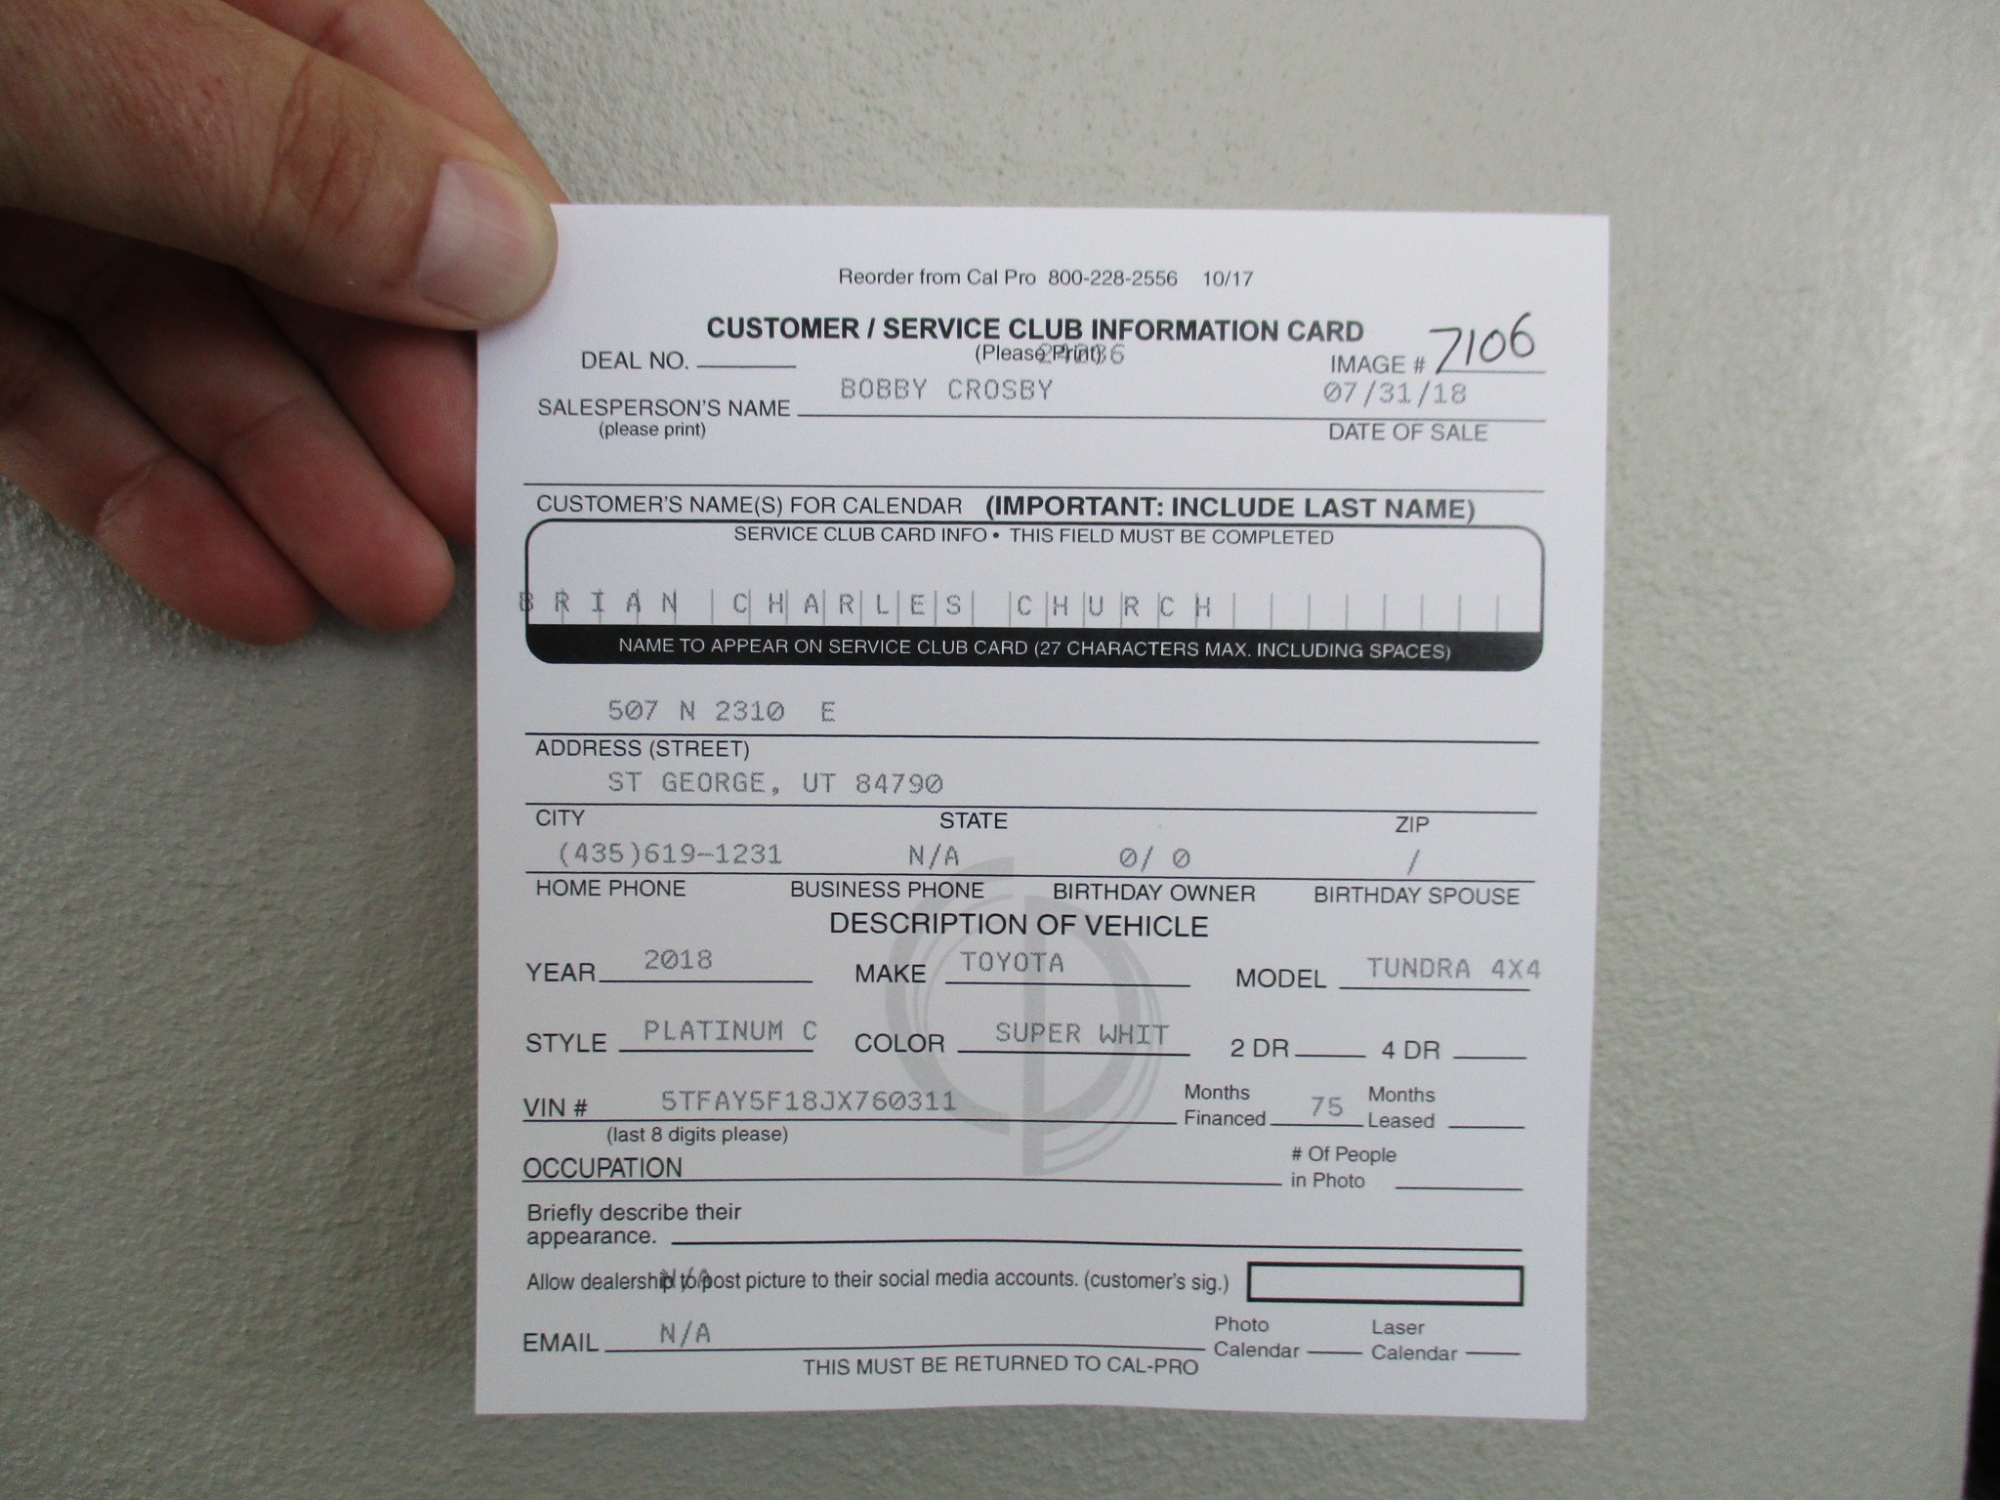 Reorder from Cal Pro 800-228-2556 10/17
CUSTOMER / SERVICE CLUB INFORMATION CARD
(Please Print)
DEAL NO. IMAGE # 7106
BOBBY CROSBY 07/31/18
SALESPERSON'S NAME
(please print) DATE OF SALE
CUSTOMER'S NAME(S) FOR CALENDAR (IMPORTANT: INCLUDE LAST NAME)
SERVICE CLUB CARD INFO • THIS FIELD MUST BE COMPLETED
BRIAN CHARLES CHURCH
NAME TO APPEAR ON SERVICE CLUB CARD (27 CHARACTERS MAX. INCLUDING SPACES)
507 N 2310 E
ADDRESS (STREET)
ST GEORGE, UT 84790
CITY STATE ZIP
(435)619-1231 N/A 0/ 0 /
HOME PHONE BUSINESS PHONE BIRTHDAY OWNER BIRTHDAY SPOUSE
DESCRIPTION OF VEHICLE
YEAR 2018 MAKE TOYOTA MODEL TUNDRA 4X4
STYLE PLATINUM C COLOR SUPER WHIT 2 DR 4 DR
VIN # 5TFAY5F18JX760311 Months Financed 75 Months Leased
(last 8 digits please)
OCCUPATION # Of People in Photo
Briefly describe their
appearance.
Allow dealership to post picture to their social media accounts. (customer's sig.)
N/A
EMAIL N/A Photo Calendar Laser Calendar
THIS MUST BE RETURNED TO CAL-PRO